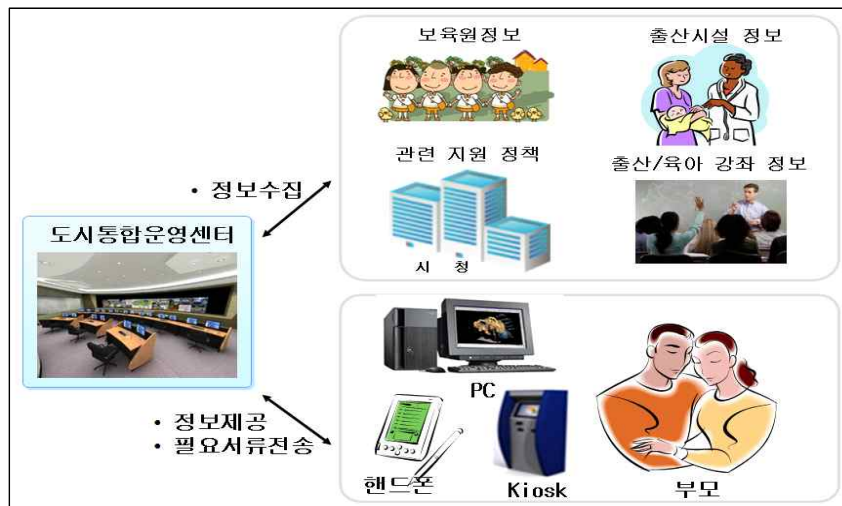 보육원정보
출산시설 정보
관련 지원 정책
출산/육아 강좌 정보
시 청
• 정보수집
도시통합운영센터
• 정보제공
• 필요서류전송
PC
핸드폰
Kiosk
부모